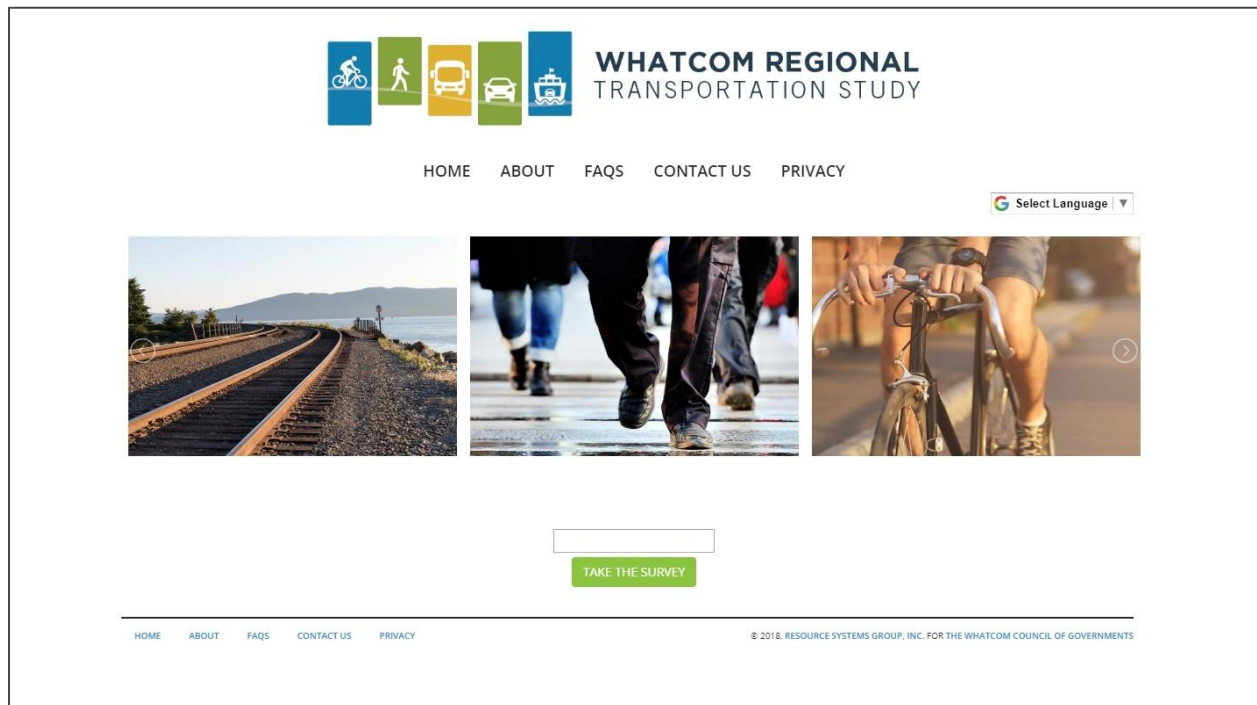 WHATCOM REGIONAL
TRANSPORTATION STUDY
HOME ABOUT FAQS CONTACT US PRIVACY
G Select Language ▼
TAKE THE SURVEY
HOME ABOUT FAQS CONTACT US PRIVACY
© 2018, RESOURCE SYSTEMS GROUP, INC. FOR THE WHATCOM COUNCIL OF GOVERNMENTS